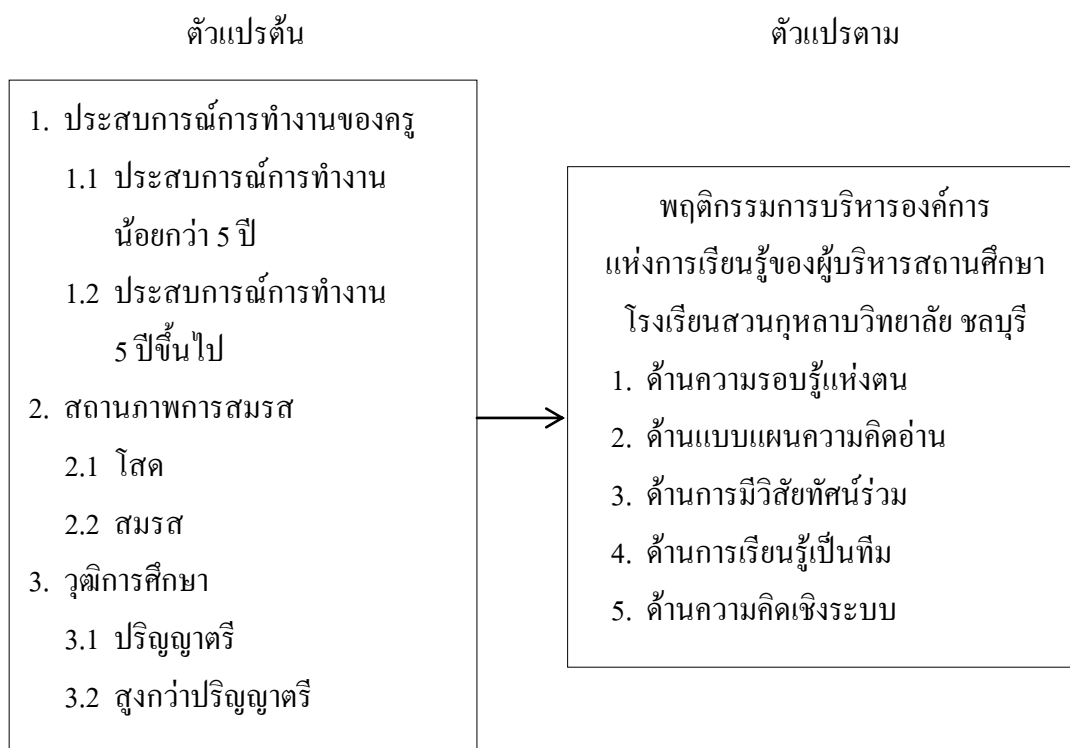 ตัวแปรต้น
ตัวแปรตาม
1. ประสบการณ์การทำงานของครู
1.1 ประสบการณ์การทำงาน
น้อยกว่า 5 ปี
1.2 ประสบการณ์การทำงาน
5 ปีขึ้นไป
2. สถานภาพการสมรส
2.1 โสด
2.2 สมรส
3. วุฒิการศึกษา
3.1 ปริญญาตรี
3.2 สูงกว่าปริญญาตรี
พฤติกรรมการบริหารองค์การ
แห่งการเรียนรู้ของผู้บริหารสถานศึกษา
โรงเรียนสวนกุหลาบวิทยาลัย ชลบุรี
1. ด้านความรอบรู้แห่งตน
2. ด้านแบบแผนความคิดอ่าน
3. ด้านการมีวิสัยทัศน์ร่วม
4. ด้านการเรียนรู้เป็นทีม
5. ด้านความคิดเชิงระบบ